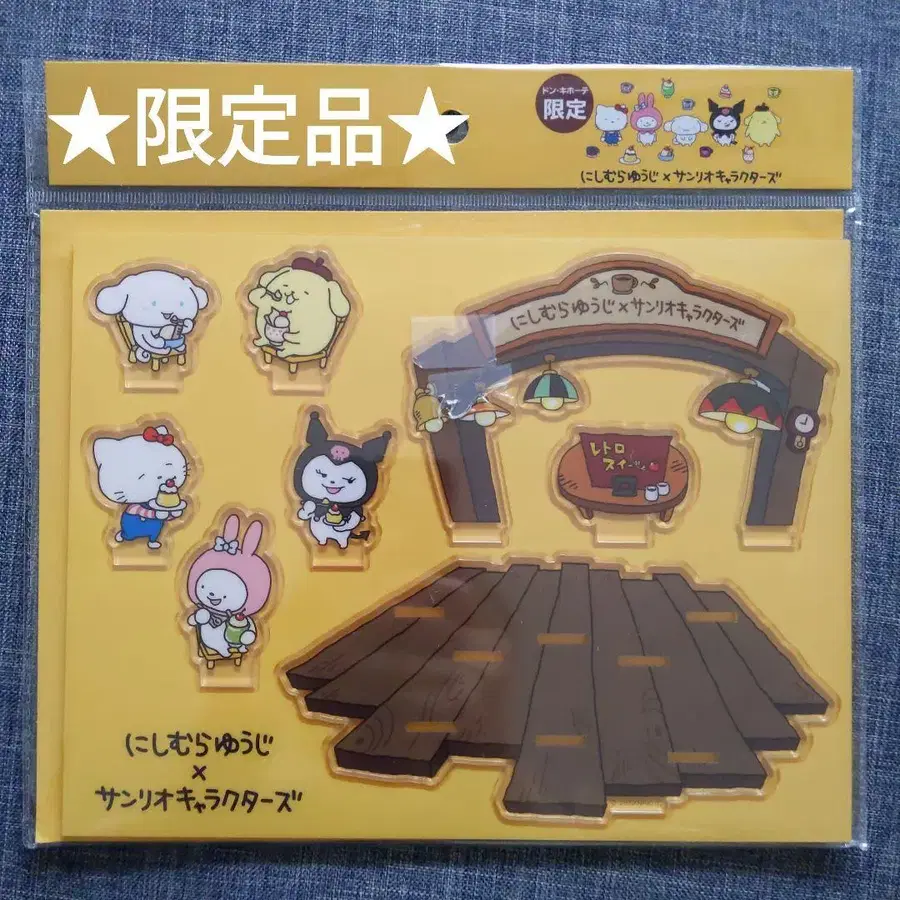 ★限定品★
ドン・キホーテ
限定
にしむらゆうじ×サンリオキャラクターズ
にしむらゆうじ×サンリオキャラクターズ
レトロ
スイーツ
にしむらゆうじ
×
サンリオキャラクターズ